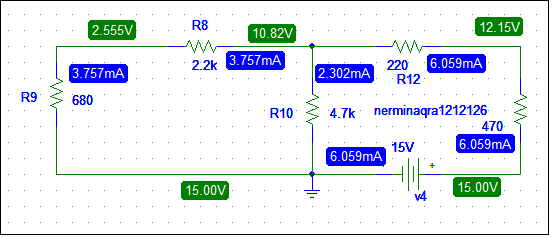 2.555V
R8
10.82V
12.15V
3.757mA
2.2k
3.757mA
2.302mA
220
6.059mA
R12
R9
680
R10
4.7k
nerminaqra1212126
470
15V
6.059mA
6.059mA
15.00V
v4
+
15.00V